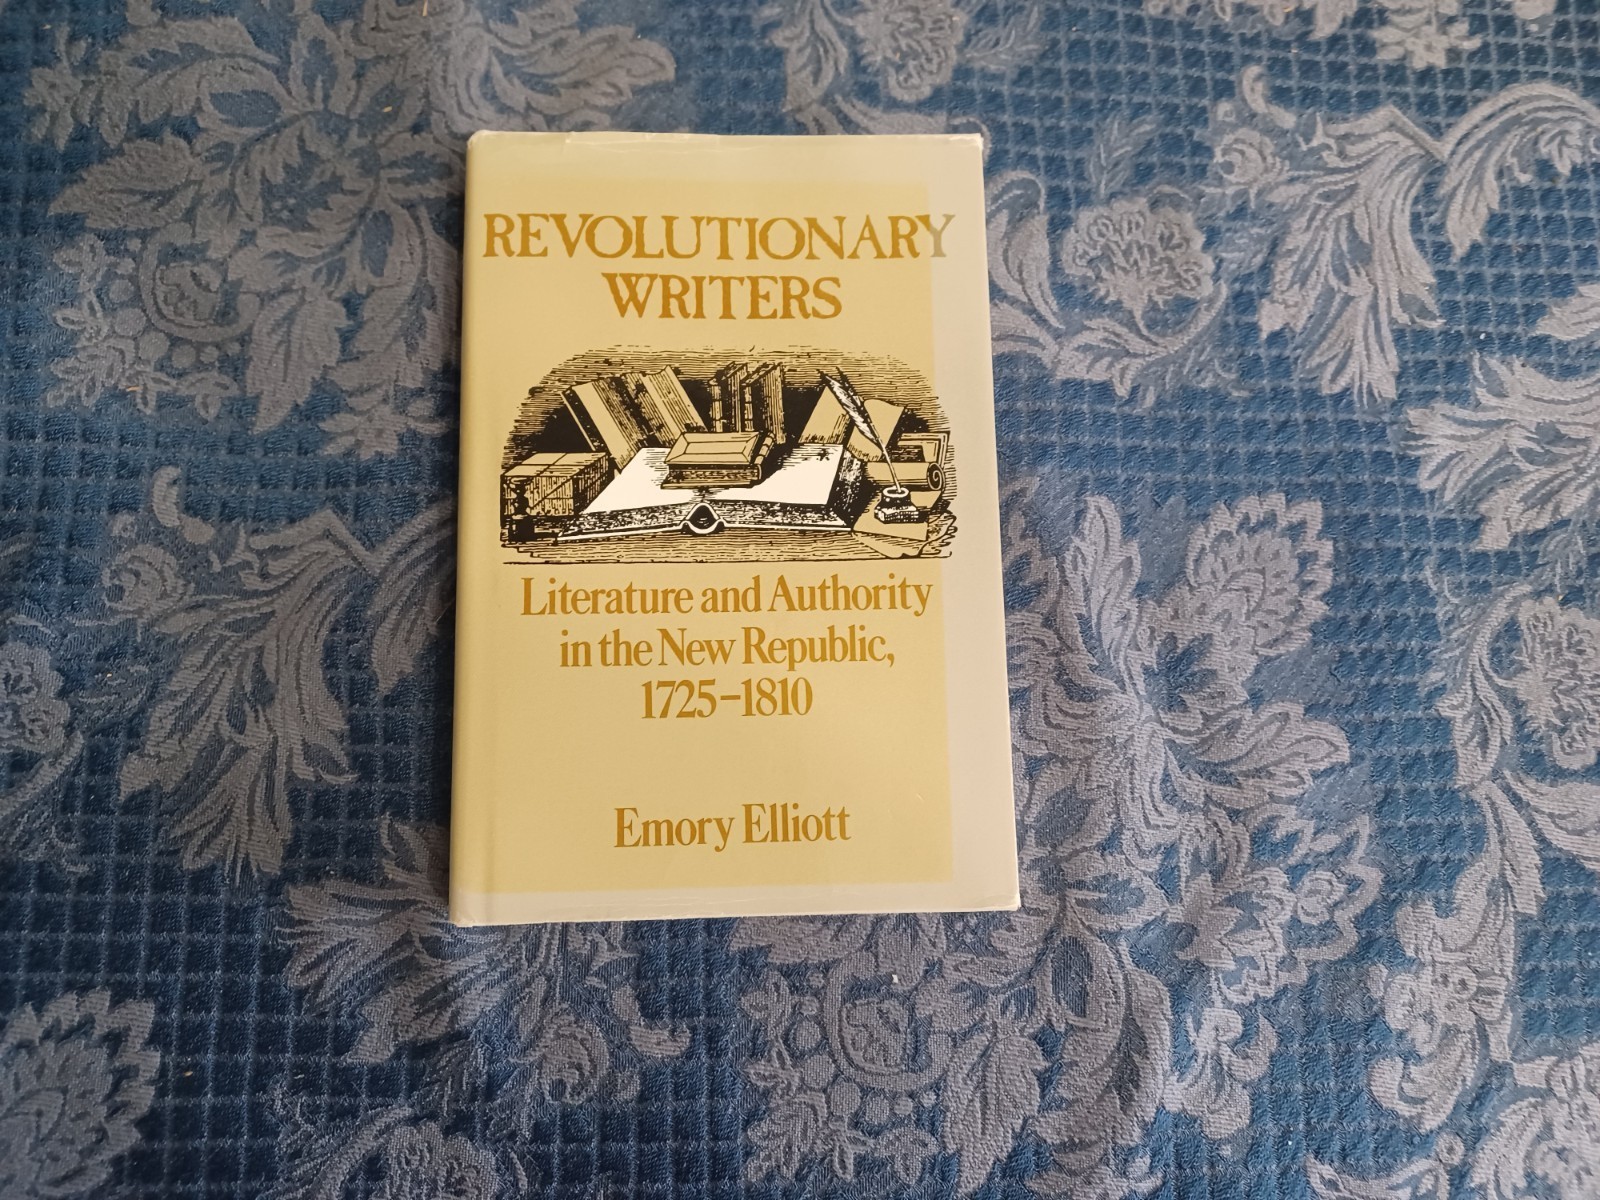 REVOLUTIONARY
WRITERS
Literature and Authority
in the New Republic,
1725–1810
Emory Elliott